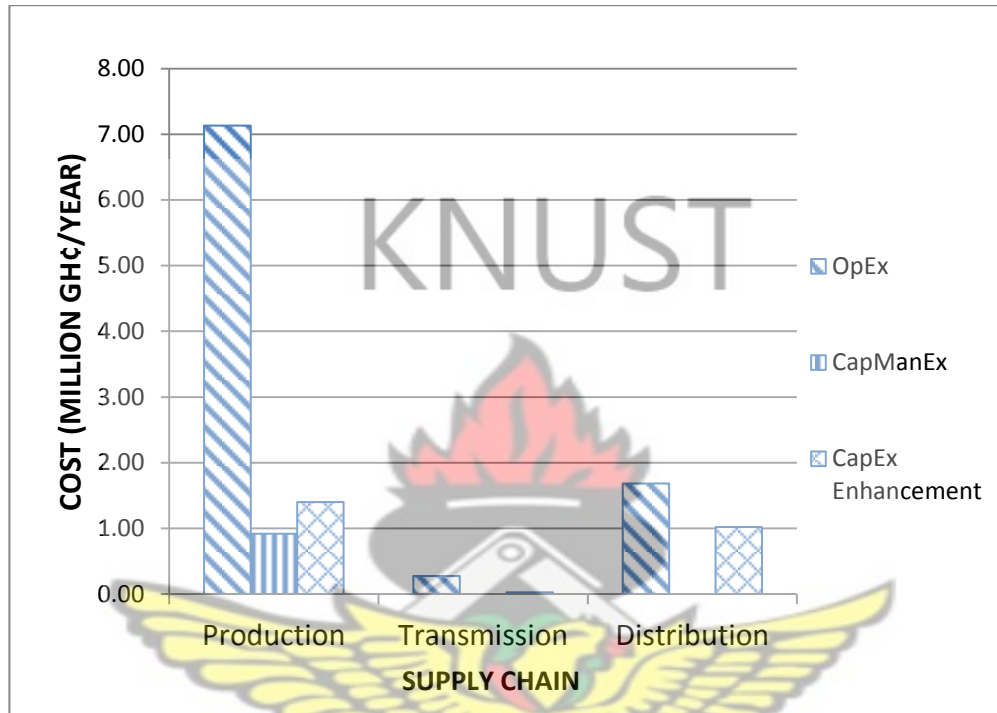 8.00
7.00
6.00
5.00
4.00
3.00
2.00
1.00
0.00
COST (MILLION GH¢/YEAR)
KNUST
OpEx
CapManEx
CapEx
Enhancement
Production Transmission Distribution
SUPPLY CHAIN